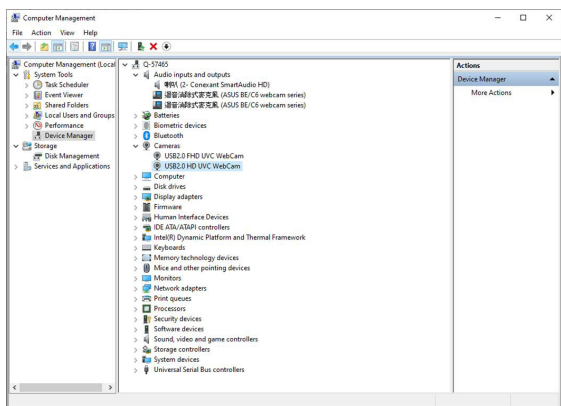 Computer Management
File Action View Help
Computer Management (Local
System Tools
Task Scheduler
Event Viewer
Shared Folders
Local Users and Groups
Performance
Device Manager
Storage
Disk Management
Services and Applications
Q-57465
Audio inputs and outputs
喇叭 (2- Conexant SmartAudio HD)
(ASUS BE/C6 webcam series)
(ASUS BE/C6 webcam series)
Batteries
Biometric devices
Bluetooth
Cameras
USB2.0 FHD UVC WebCam
USB2.0 HD UVC WebCam
Computer
Disk drives
Display adapters
Firmware
Human Interface Devices
IDE ATA/ATAPI controllers
Intel(R) Dynamic Platform and Thermal Framework
Keyboards
Memory technology devices
Mice and other pointing devices
Monitors
Network adapters
Print queues
Processors
Security devices
Software devices
Sound, video and game controllers
Storage controllers
System devices
Universal Serial Bus controllers
Actions
Device Manager
More Actions